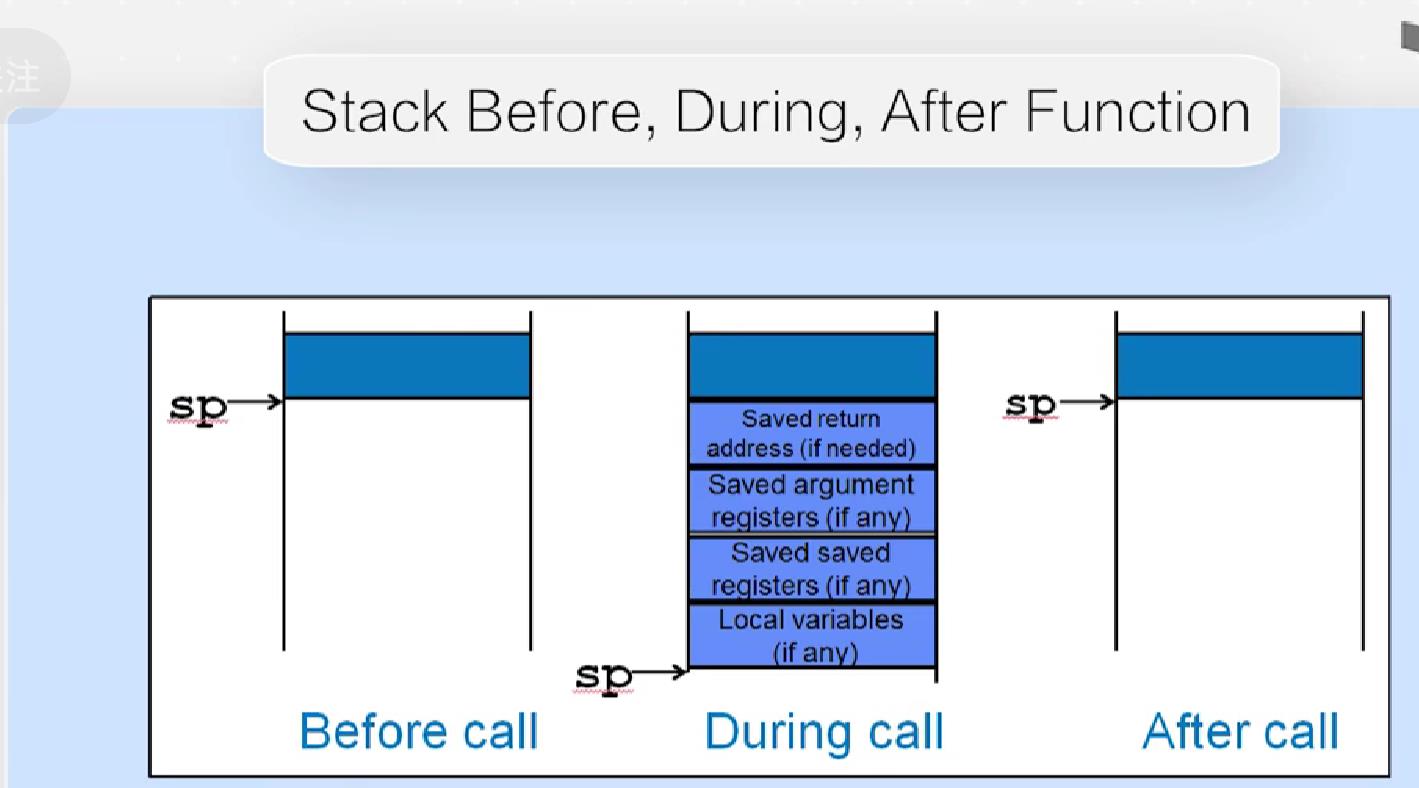 注
Stack Before, During, After Function
sp
Saved return
address (if needed)
Saved argument
registers (if any)
Saved saved
registers (if any)
Local variables
(if any)
sp
sp
Before call
During call
After call